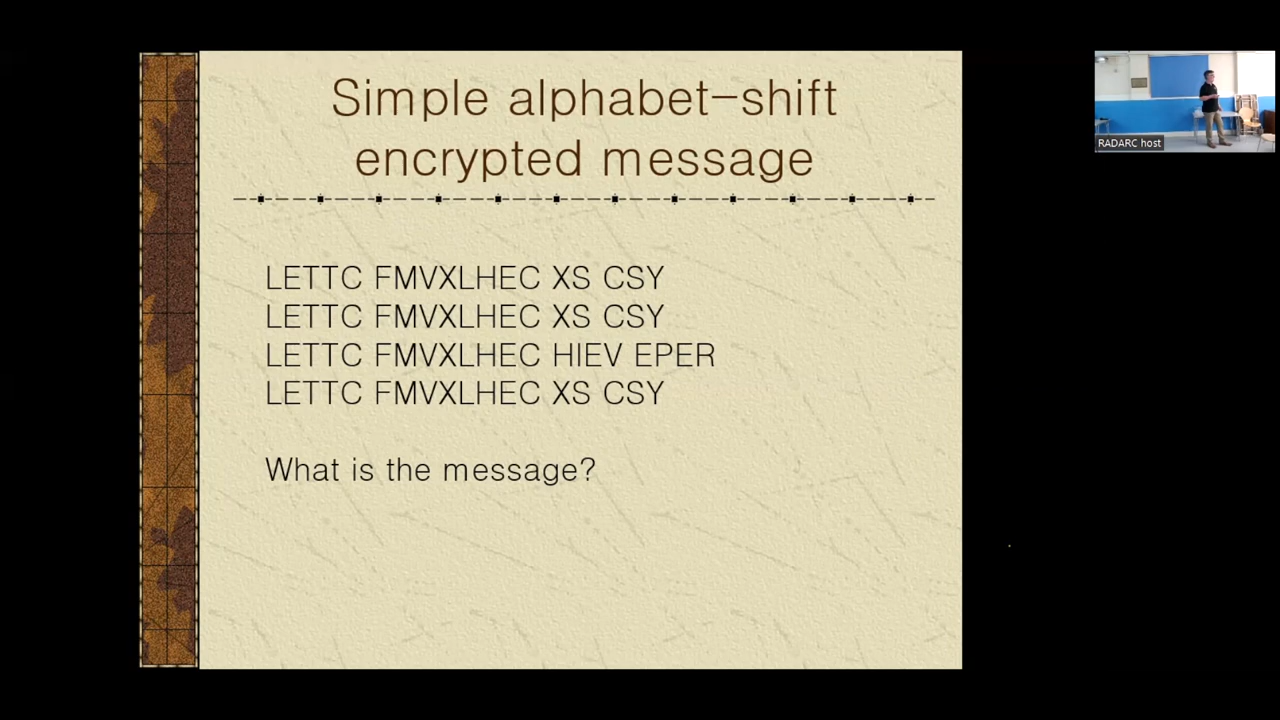 Simple alphabet-shift
encrypted message
LETTC FMVXLHEC XS CSY
LETTC FMVXLHEC XS CSY
LETTC FMVXLHEC HIEV EPER
LETTC FMVXLHEC XS CSY
What is the message?
RADARC host